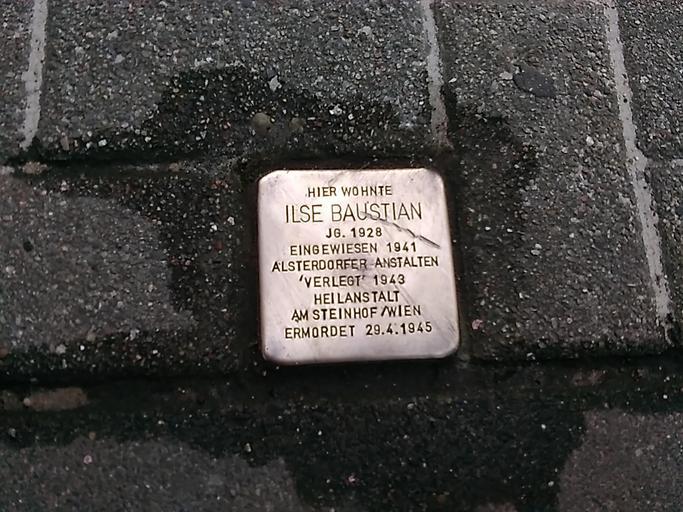 HIER WOHNTE
ILSE BAUSTIAN
JG. 1928
EINGEWIESEN 1941
ALSTERDORFER ANSTALTEN
'VERLEGT' 1943
HEILANSTALT
AM STEINHOF/WIEN
ERMORDET 29.4.1945